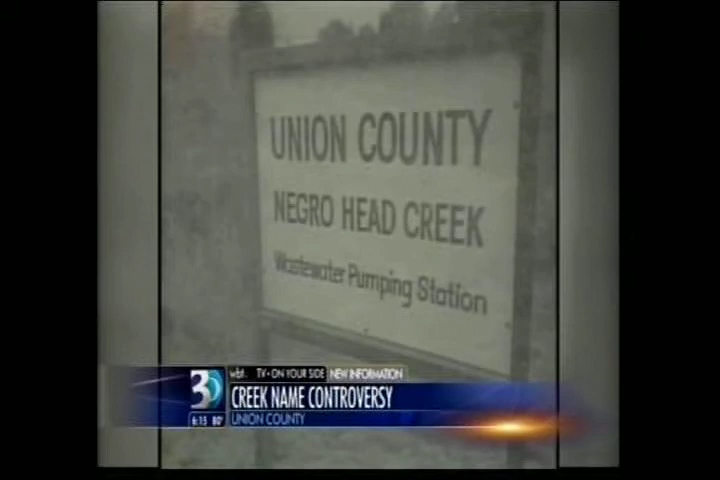 UNION COUNTY
NEGRO HEAD CREEK
Wastewater Pumping Station
3
wbt. TV • ON YOUR SIDE NEW INFORMATION
CREEK NAME CONTROVERSY
6:15 80° UNION COUNTY